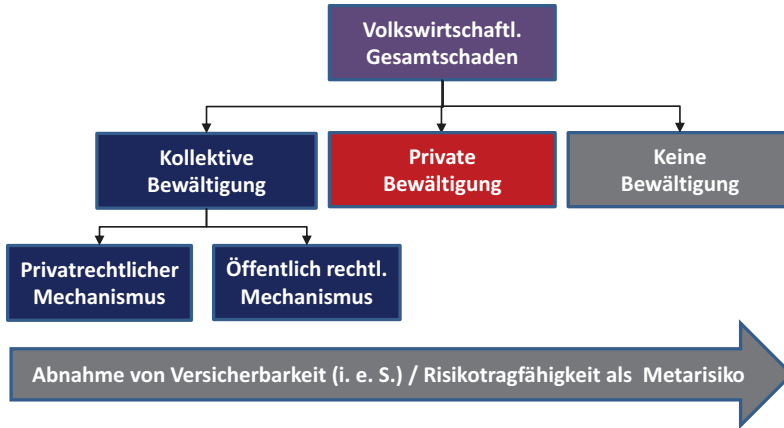 Volkswirtschaftl.
Gesamtschaden
Kollektive
Bewältigung
Private
Bewältigung
Keine
Bewältigung
Privatrechtlicher
Mechanismus
Öffentlich rechtl.
Mechanismus
Abnahme von Versicherbarkeit (i. e. S.) / Risikotragfähigkeit als Metarisiko